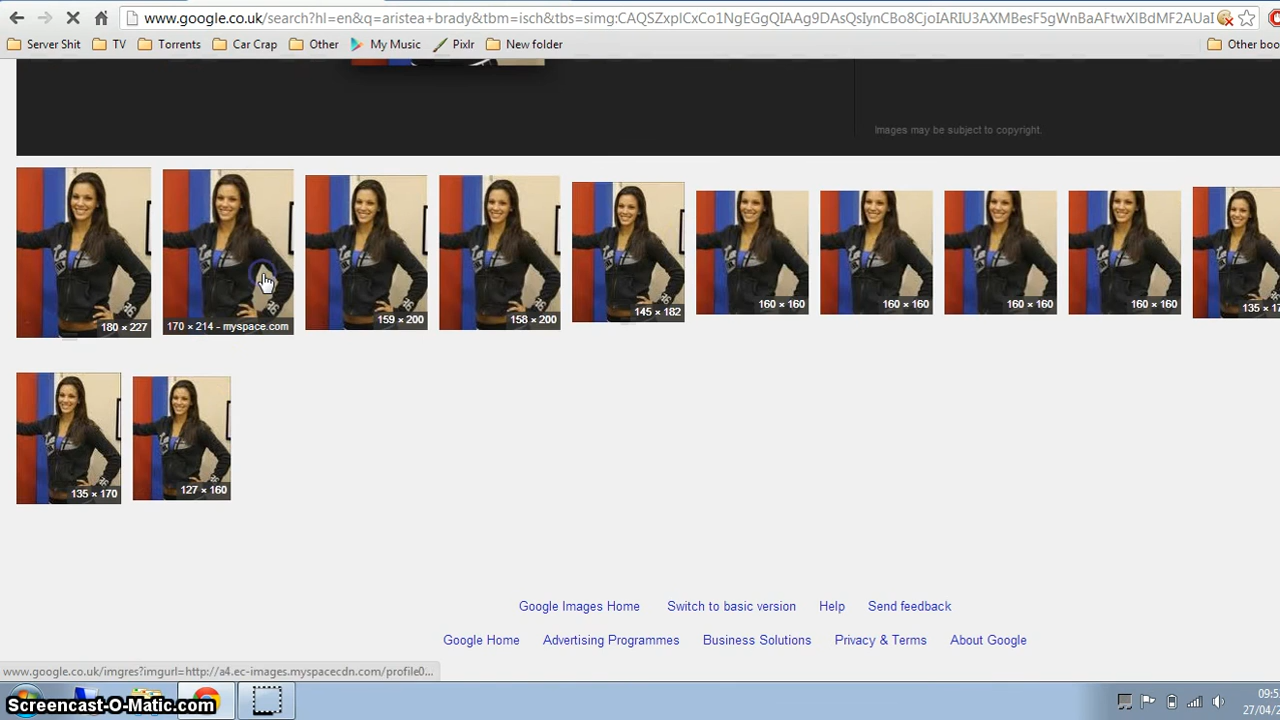 www.google.co.uk/search?hl=en&q=aristea+brady&tbm=isch&tbs=simg:
Server Shit TV Torrents Car Crap Other My Music Pixlr New folder Other boo
Images may be subject to copyright.
180 × 227 170 × 214 - myspace.com 159 × 200 158 × 200 145 × 182 160 × 160 160 × 160 160 × 160 160 × 160 135 × 17
135 × 170 127 × 160
Google Images Home Switch to basic version Help Send feedback
Google Home Advertising Programmes Business Solutions Privacy & Terms About Google
www.google.co.uk/imgres?imgurl=http://a4.ec-images.myspacecdn.com/profile0...
Screencast-O-Matic.com
09:5
27/04/2